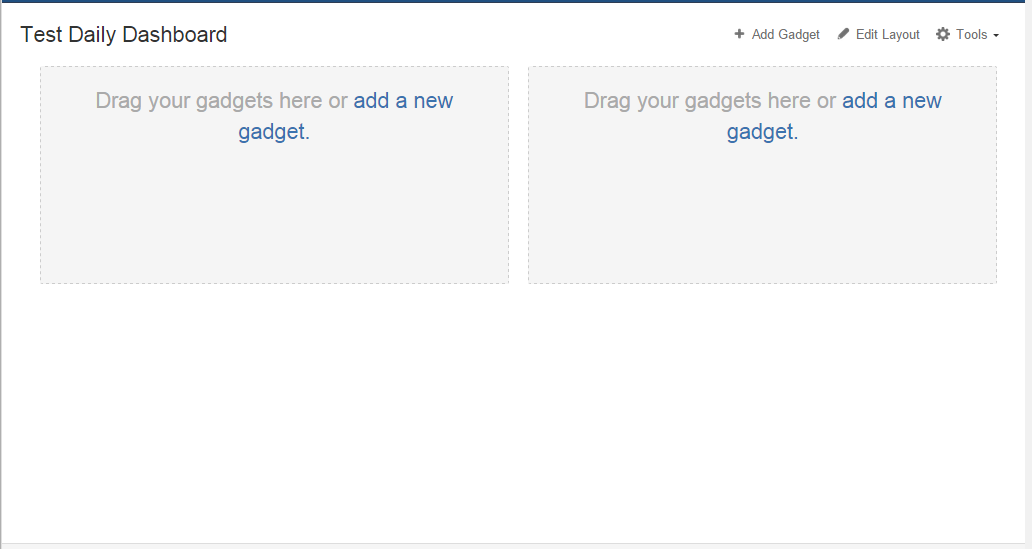 Test Daily Dashboard
Add Gadget Edit Layout Tools
Drag your gadgets here or add a new
gadget.
Drag your gadgets here or add a new
gadget.